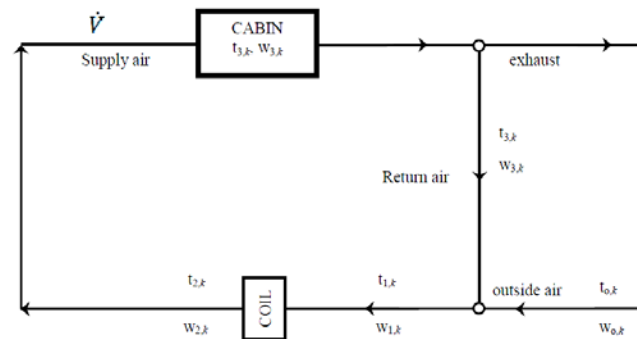 V̇
CABIN
t₃,ₖ, w₃,ₖ
Supply air
exhaust
t₃,ₖ
w₃,ₖ
Return air
t₂,ₖ
COIL
t₁,ₖ
outside air
tₒ,ₖ
w₂,ₖ
w₁,ₖ
wₒ,ₖ